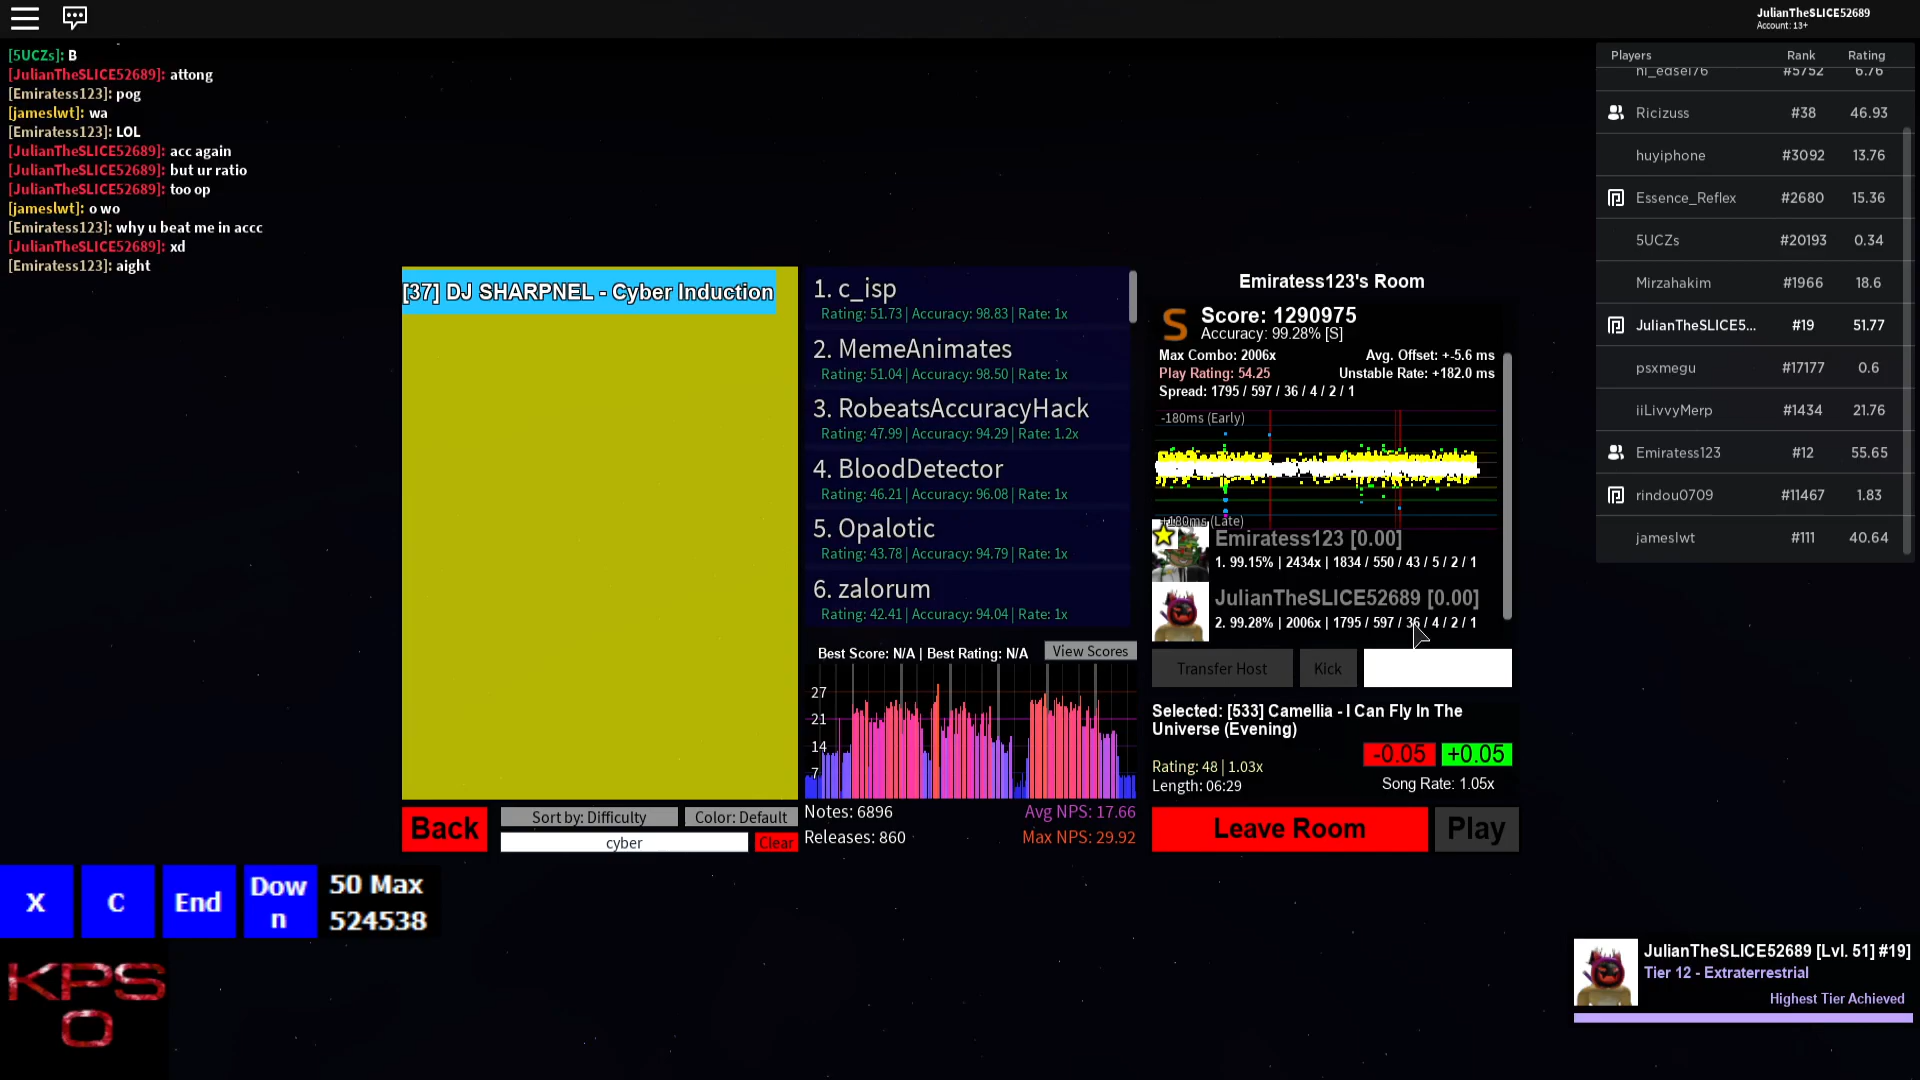 JulianTheSLICE52689
Account: 13+
[5UCZs]: B
[JulianTheSLICE52689]: attong
[Emiratess123]: pog
[jameslwt]: wa
[Emiratess123]: LOL
[JulianTheSLICE52689]: acc again
[JulianTheSLICE52689]: but ur ratio
[JulianTheSLICE52689]: too op
[jameslwt]: o wo
[Emiratess123]: why u beat me in accc
[JulianTheSLICE52689]: xd
[Emiratess123]: aight
[37] DJ SHARPNEL - Cyber Induction
Back
Sort by: Difficulty
Color: Default
cyber
Clear
1. c_isp
Rating: 51.73 | Accuracy: 98.83 | Rate: 1x
2. MemeAnimates
Rating: 51.04 | Accuracy: 98.50 | Rate: 1x
3. RobeatsAccuracyHack
Rating: 47.99 | Accuracy: 94.29 | Rate: 1.2x
4. BloodDetector
Rating: 46.21 | Accuracy: 96.08 | Rate: 1x
5. Opalotic
Rating: 43.78 | Accuracy: 94.79 | Rate: 1x
6. zalorum
Rating: 42.41 | Accuracy: 94.04 | Rate: 1x
Best Score: N/A | Best Rating: N/A
View Scores
27
21
14
7
Notes: 6896
Avg NPS: 17.66
Releases: 860
Max NPS: 29.92
Emiratess123's Room
S
Score: 1290975
Accuracy: 99.28% [S]
Max Combo: 2006x
Avg. Offset: +-5.6 ms
Play Rating: 54.25
Unstable Rate: +182.0 ms
Spread: 1795 / 597 / 36 / 4 / 2 / 1
-180ms (Early)
+180ms (Late)
Emiratess123 [0.00]
1. 99.15% | 2434x | 1834 / 550 / 43 / 5 / 2 / 1
JulianTheSLICE52689 [0.00]
2. 99.28% | 2006x | 1795 / 597 / 36 / 4 / 2 / 1
Transfer Host
Kick
Selected: [533] Camellia - I Can Fly In The
Universe (Evening)
-0.05
+0.05
Rating: 48 | 1.03x
Length: 06:29
Song Rate: 1.05x
Leave Room
Play
Players Rank Rating
#5752 6.76
Ricizuss #38 46.93
huyiphone #3092 13.76
Essence_Reflex #2680 15.36
5UCZs #20193 0.34
Mirzahakim #1966 18.6
JulianTheSLICE5... #19 51.77
psxmegu #17177 0.6
iiLivvyMerp #1434 21.76
Emiratess123 #12 55.65
rindou0709 #11467 1.83
jameslwt #111 40.64
X
C
End
Dow
n
50 Max
524538
KPS
0
JulianTheSLICE52689 [Lvl. 51] #19]
Tier 12 - Extraterrestrial
Highest Tier Achieved